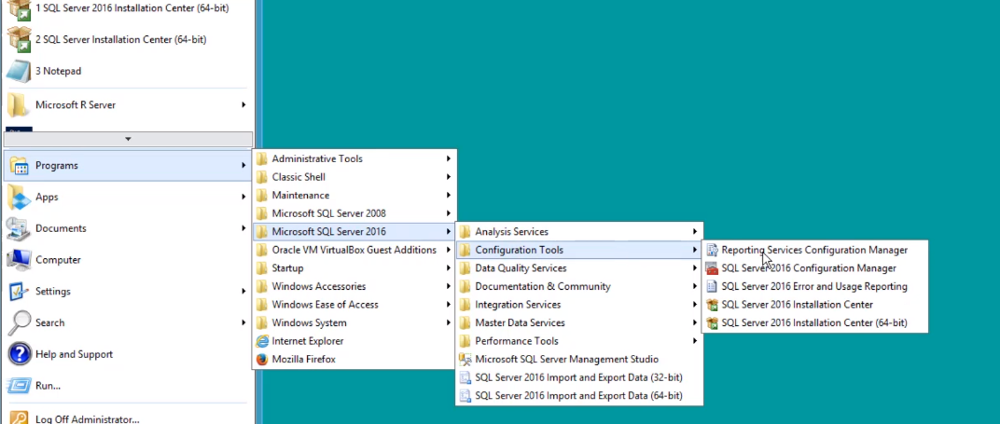 1 SQL Server 2016 Installation Center (64-bit)
2 SQL Server Installation Center (64-bit)
3 Notepad
Microsoft R Server
Programs
Apps
Documents
Computer
Settings
Search
Help and Support
Run...
Log Off Administrator...
Administrative Tools
Classic Shell
Maintenance
Microsoft SQL Server 2008
Microsoft SQL Server 2016
Oracle VM VirtualBox Guest Additions
Startup
Windows Accessories
Windows Ease of Access
Windows System
Internet Explorer
Mozilla Firefox
Analysis Services
Configuration Tools
Data Quality Services
Documentation & Community
Integration Services
Master Data Services
Performance Tools
Microsoft SQL Server Management Studio
SQL Server 2016 Import and Export Data (32-bit)
SQL Server 2016 Import and Export Data (64-bit)
Reporting Services Configuration Manager
SQL Server 2016 Configuration Manager
SQL Server 2016 Error and Usage Reporting
SQL Server 2016 Installation Center
SQL Server 2016 Installation Center (64-bit)